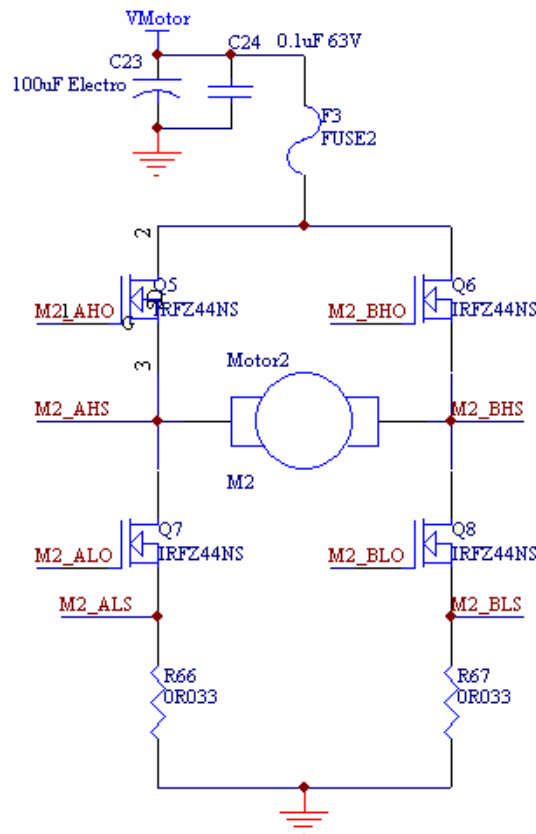 VMotor
C23
C24
0.1uF 63V
100uF Electro
F3
FUSE2
2
Q5
IRFZ44NS
M2_AHO
1
G
3
Q6
IRFZ44NS
M2_BHO
Motor2
M2_AHS
M2_BHS
M2
Q7
IRFZ44NS
M2_ALO
Q8
IRFZ44NS
M2_BLO
M2_ALS
M2_BLS
R66
0R033
R67
0R033